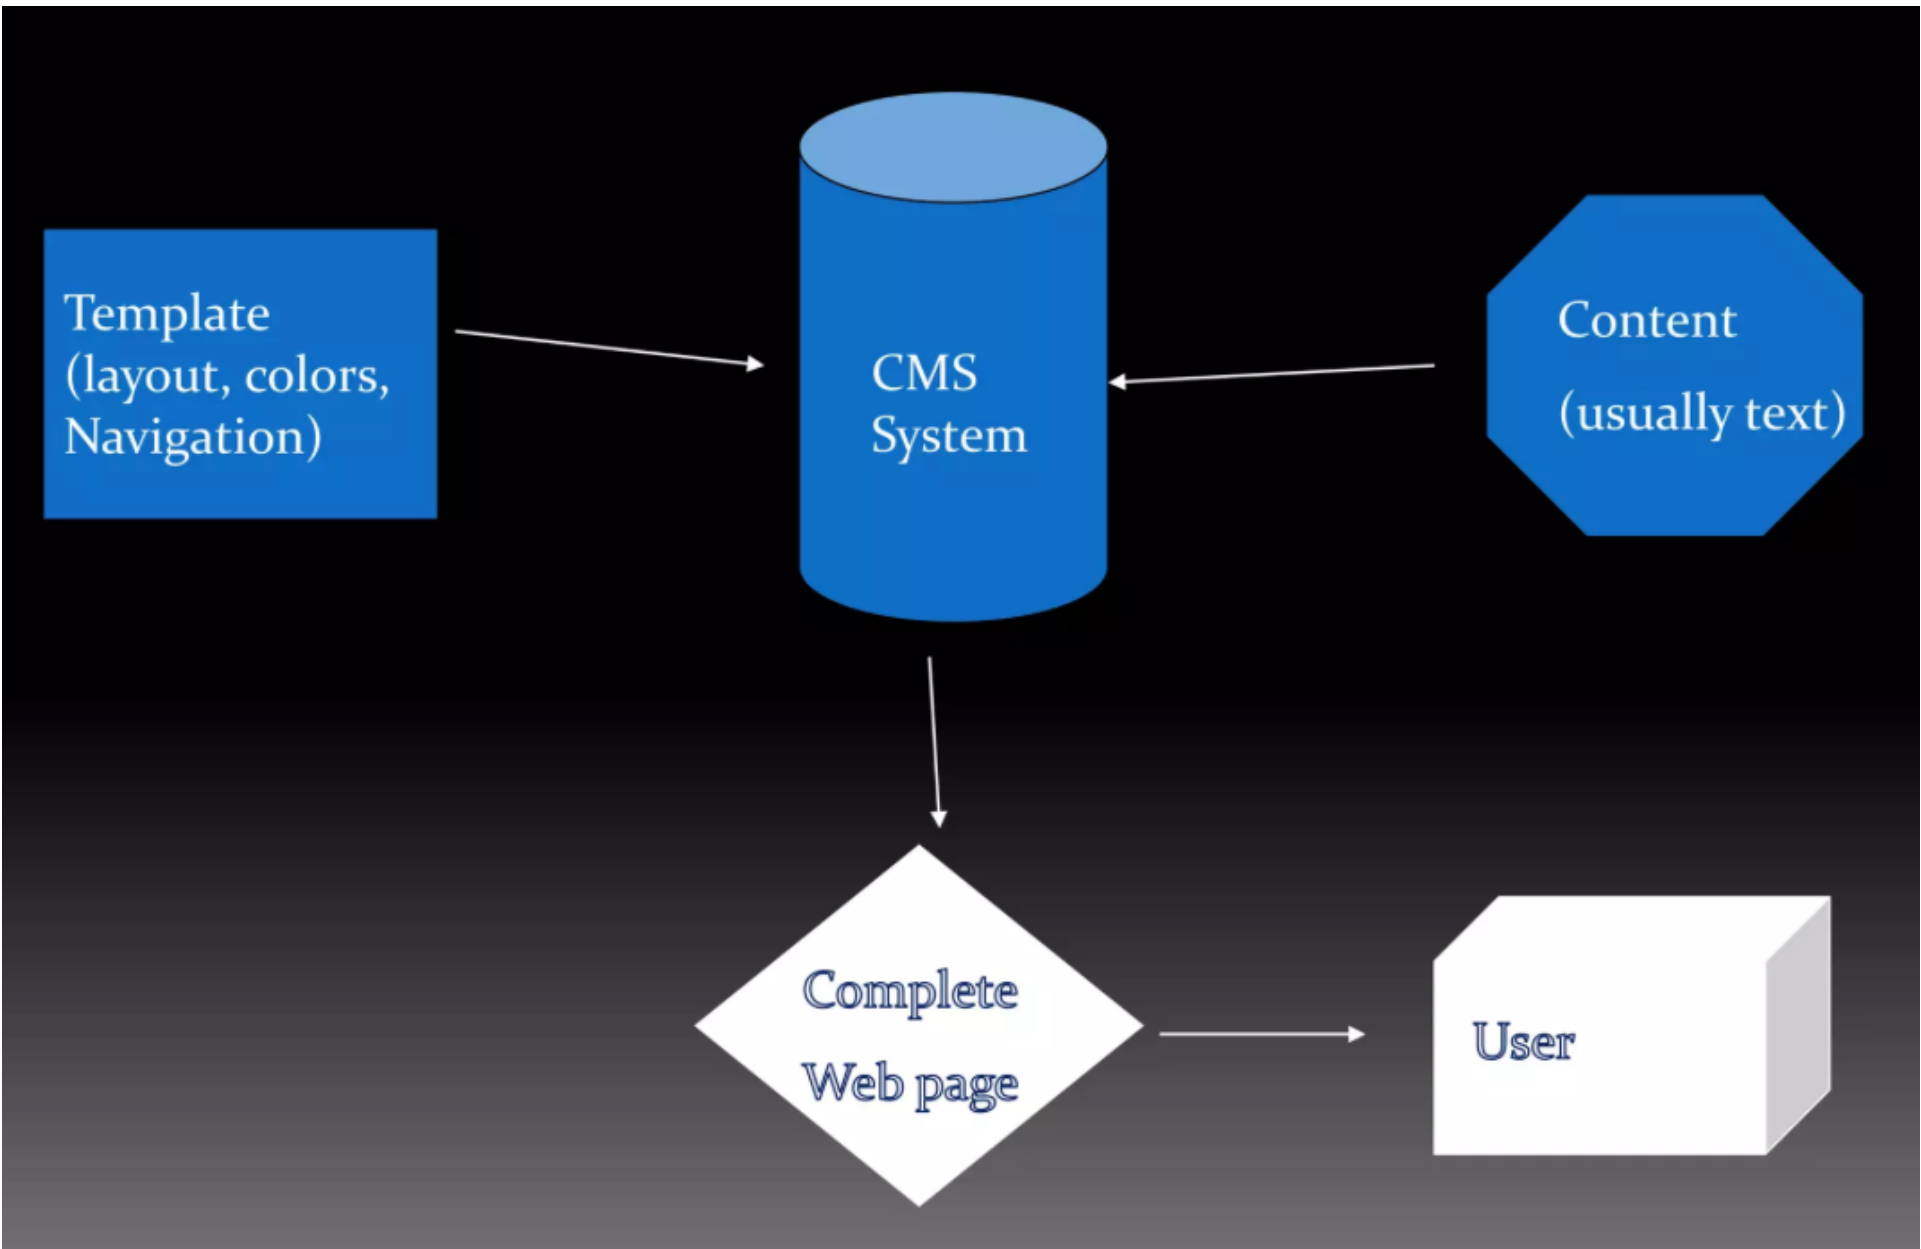 Template
(layout, colors,
Navigation)
CMS
System
Content
(usually text)
Complete
Web page
User